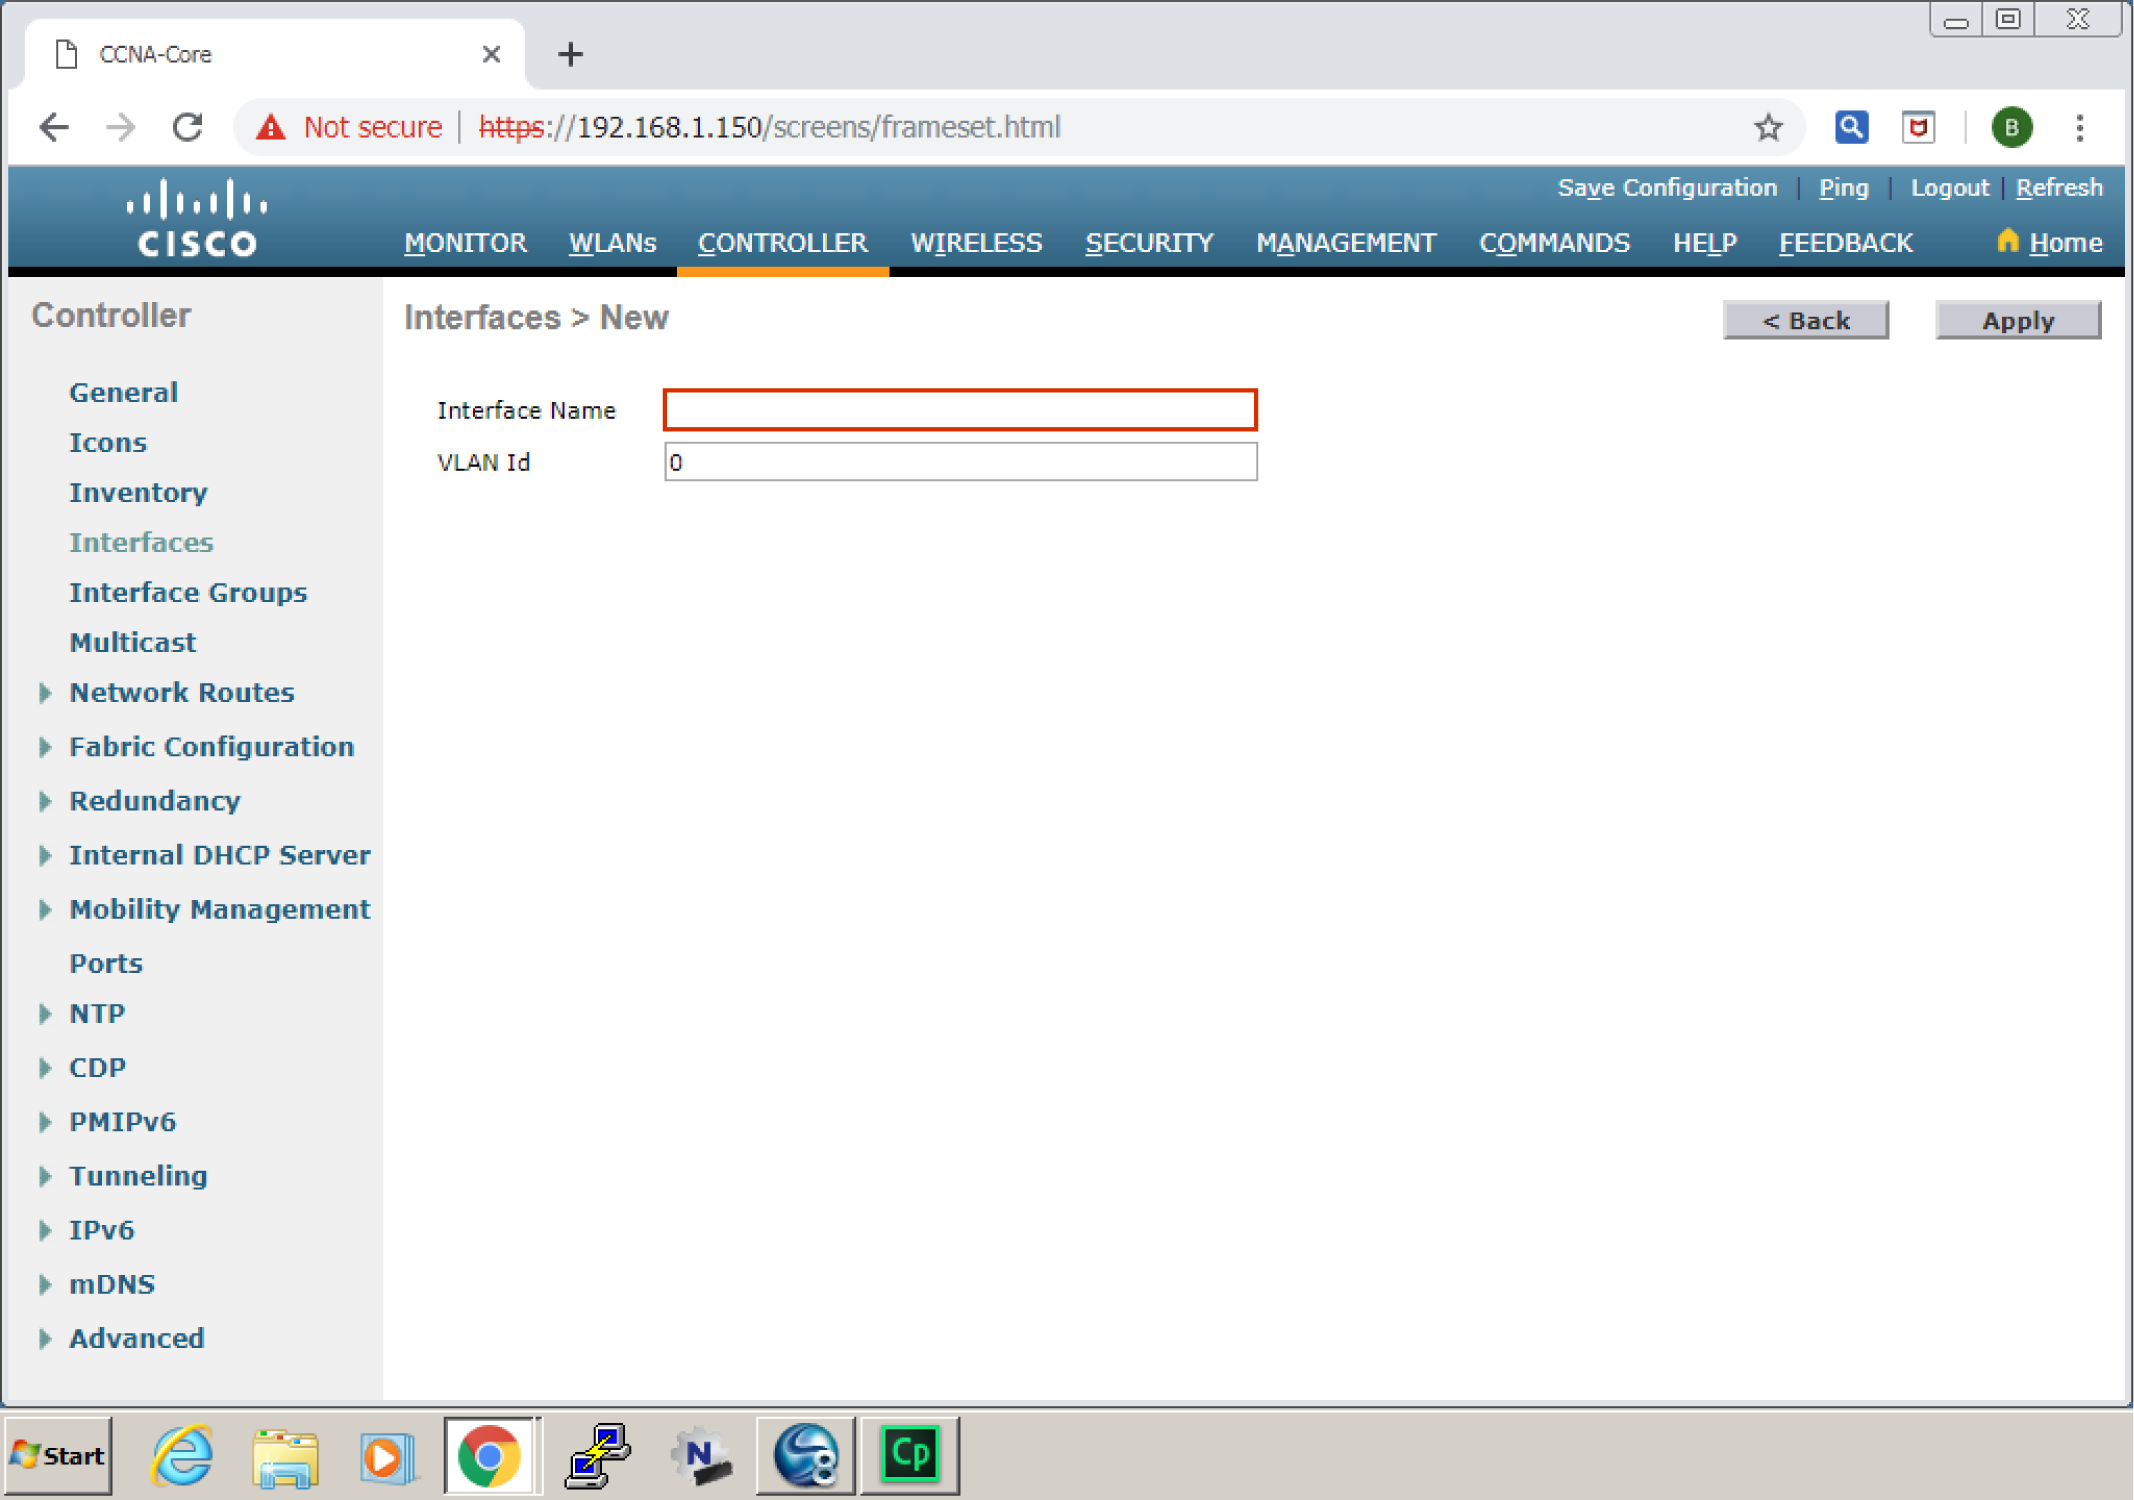 CCNA-Core
Not secure | https://192.168.1.150/screens/frameset.html
B
Save Configuration | Ping | Logout | Refresh
CISCO
MONITOR WLANs CONTROLLER WIRELESS SECURITY MANAGEMENT COMMANDS HELP FEEDBACK Home
Controller
Interfaces > New
< Back
Apply
General
Icons
Inventory
Interfaces
Interface Groups
Multicast
Network Routes
Fabric Configuration
Redundancy
Internal DHCP Server
Mobility Management
Ports
NTP
CDP
PMIPv6
Tunneling
IPv6
mDNS
Advanced
Interface Name
VLAN Id 0
Start
N
8
Cp